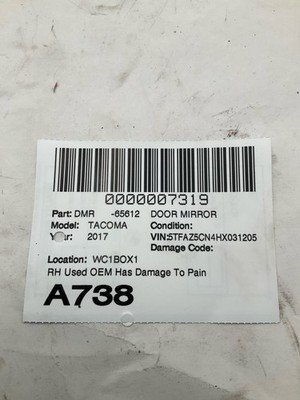 0000007319
Part: DMR -65612 DOOR MIRROR
Model: TACOMA Condition:
Year: 2017 VIN:5TFAZ5CN4HX031205
Damage Code:
Location: WC1BOX1
RH Used OEM Has Damage To Pain
A738